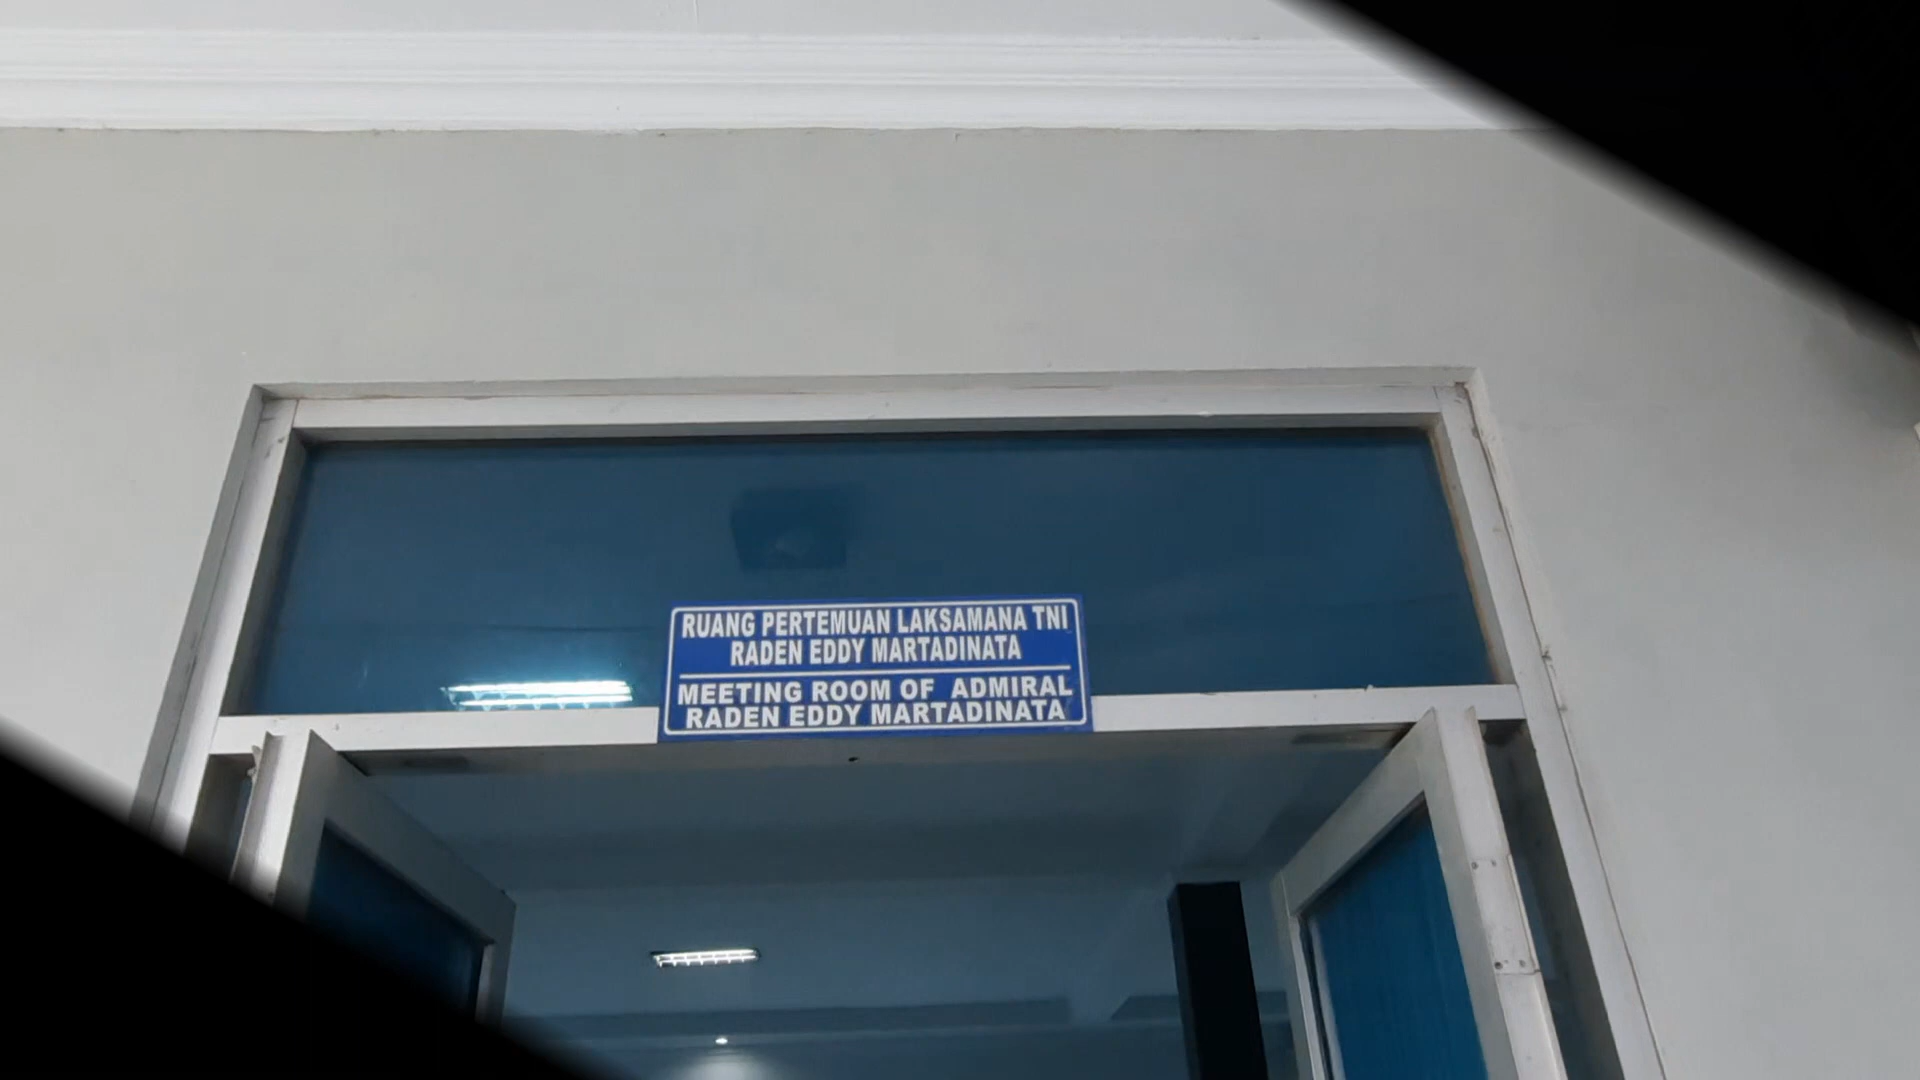 RUANG PERTEMUAN LAKSAMANA TNI
RADEN EDDY MARTADINATA
MEETING ROOM OF ADMIRAL
RADEN EDDY MARTADINATA